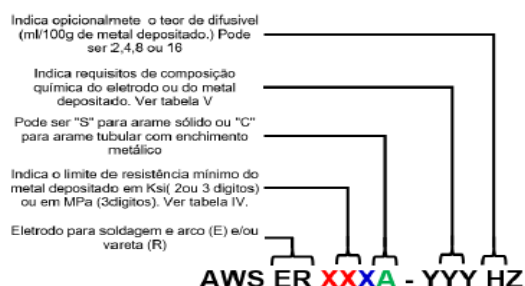 Indica opicionalmete o teor de difusivel
(ml/100g de metal depositado.) Pode
ser 2,4,8 ou 16
Indica requisitos de composição
química do eletrodo ou do metal
depositado. Ver tabela V
Pode ser "S" para arame sólido ou "C"
para arame tubular com enchimento
metálico
Indica o limite de resistência mínimo do
metal depositado em Ksi( 2ou 3 digitos)
ou em MPa (3digitos). Ver tabela IV.
Eletrodo para soldagem e arco (E) e/ou
vareta (R)
AWS ER XXXA - YYY HZ